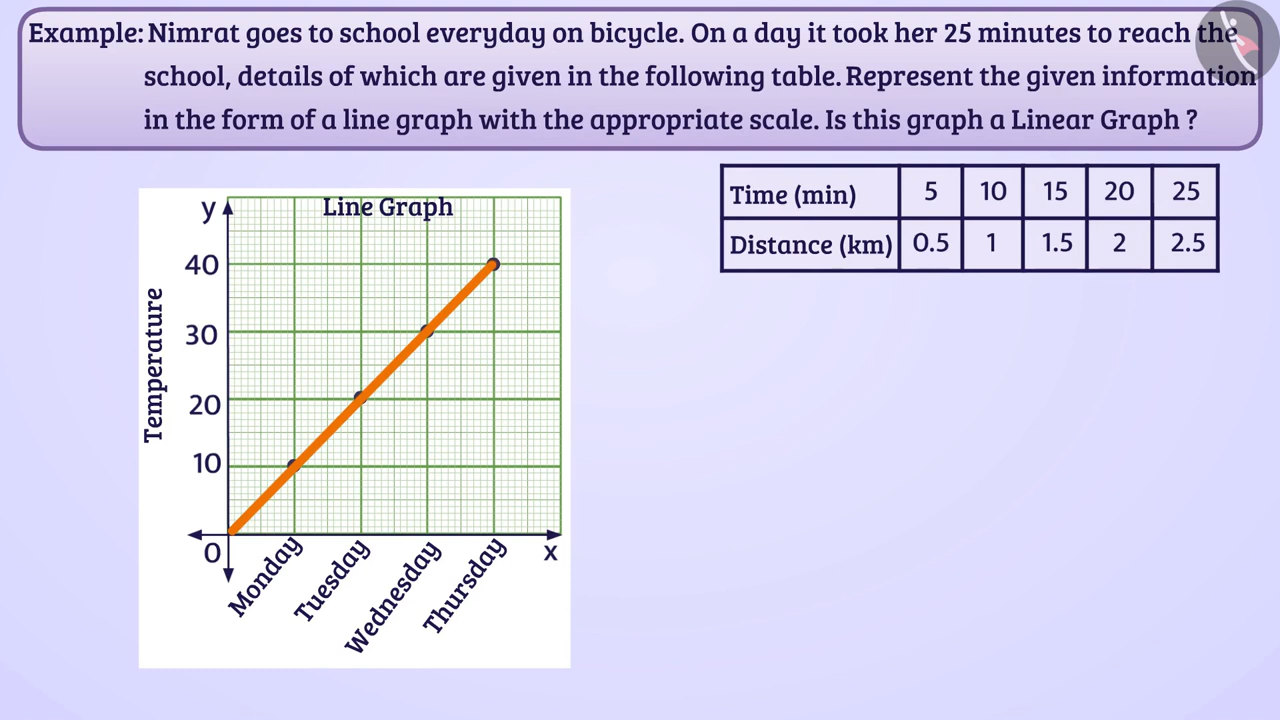 Example: Nimrat goes to school everyday on bicycle. On a day it took her 25 minutes to reach the
school, details of which are given in the following table. Represent the given information
in the form of a line graph with the appropriate scale. Is this graph a Linear Graph ?
Time (min) 5 10 15 20 25
Distance (km) 0.5 1 1.5 2 2.5
Line Graph
y
40
30
20
10
0
Temperature
Monday
Tuesday
Wednesday
Thursday
x